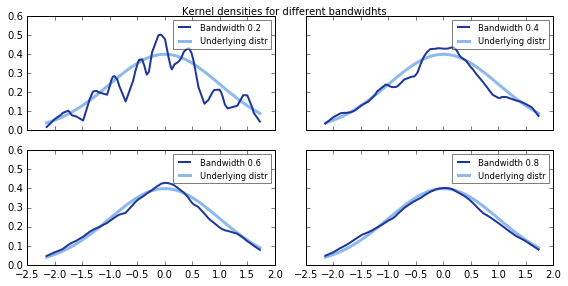 Kernel densities for different bandwidhts
0.6
0.5
0.4
0.3
0.2
0.1
0.0
Bandwidth 0.2
Underlying distr
Bandwidth 0.4
Underlying distr
0.6
0.5
0.4
0.3
0.2
0.1
0.0
Bandwidth 0.6
Underlying distr
Bandwidth 0.8
Underlying distr
−2.5 −2.0 −1.5 −1.0 −0.5 0.0 0.5 1.0 1.5 2.0
−2.5 −2.0 −1.5 −1.0 −0.5 0.0 0.5 1.0 1.5 2.0